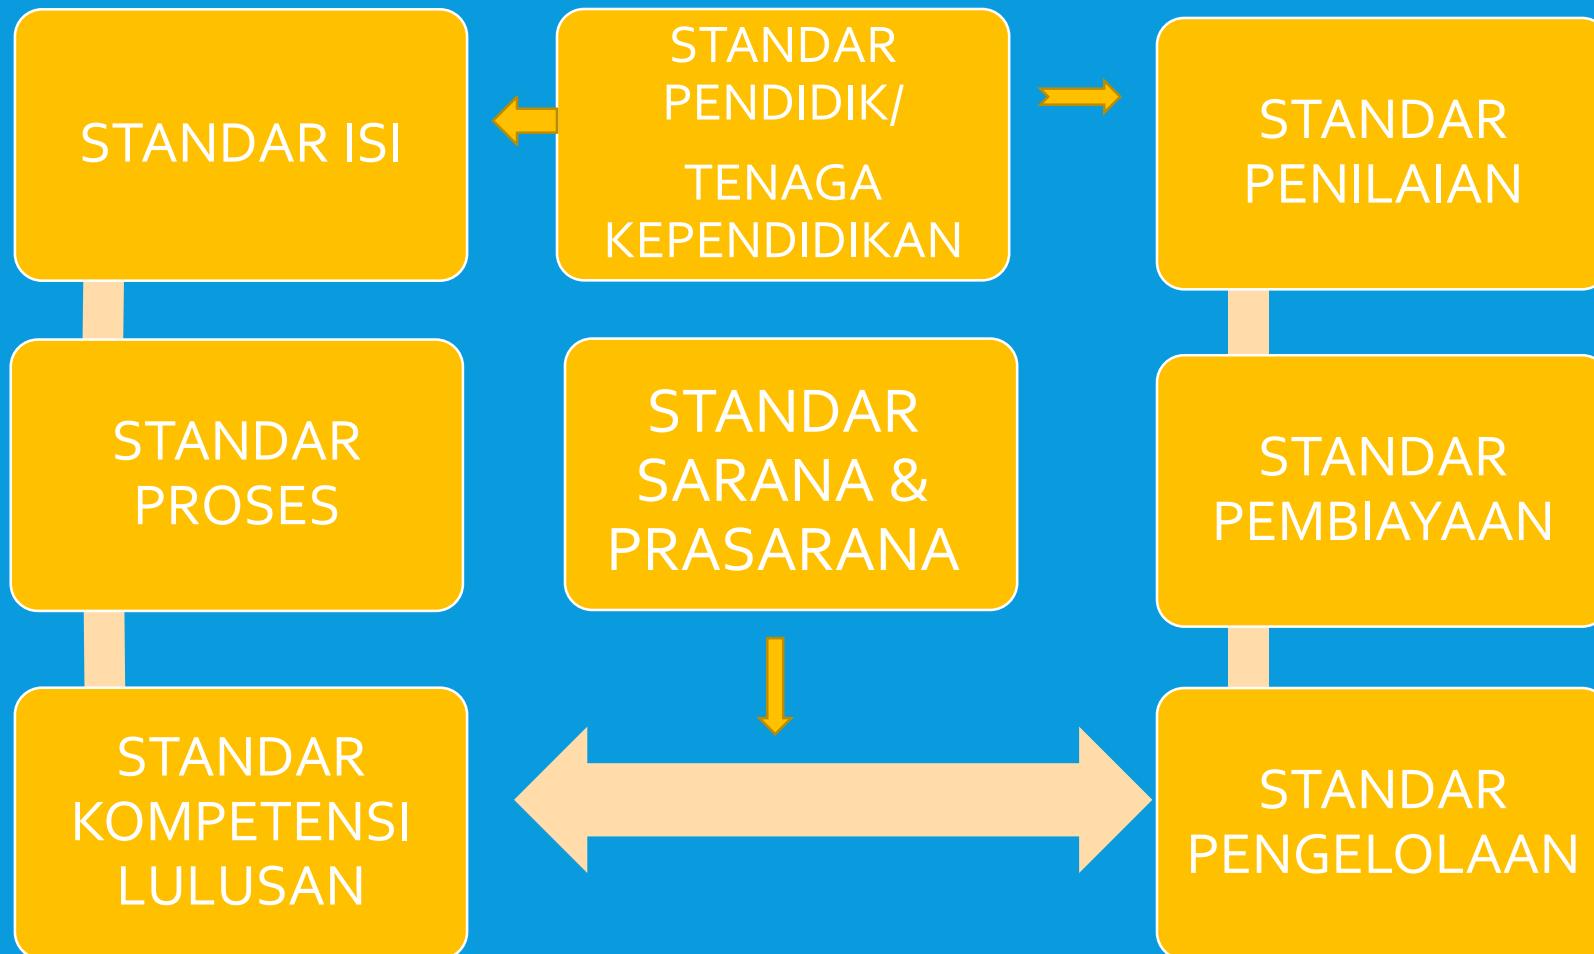 STANDAR ISI
STANDAR
PENDIDIK/
TENAGA
KEPENDIDIKAN
STANDAR
PENILAIAN
STANDAR
PROSES
STANDAR
SARANA &
PRASARANA
STANDAR
PEMBIAYAAN
STANDAR
KOMPETENSI
LULUSAN
STANDAR
PENGELOLAAN